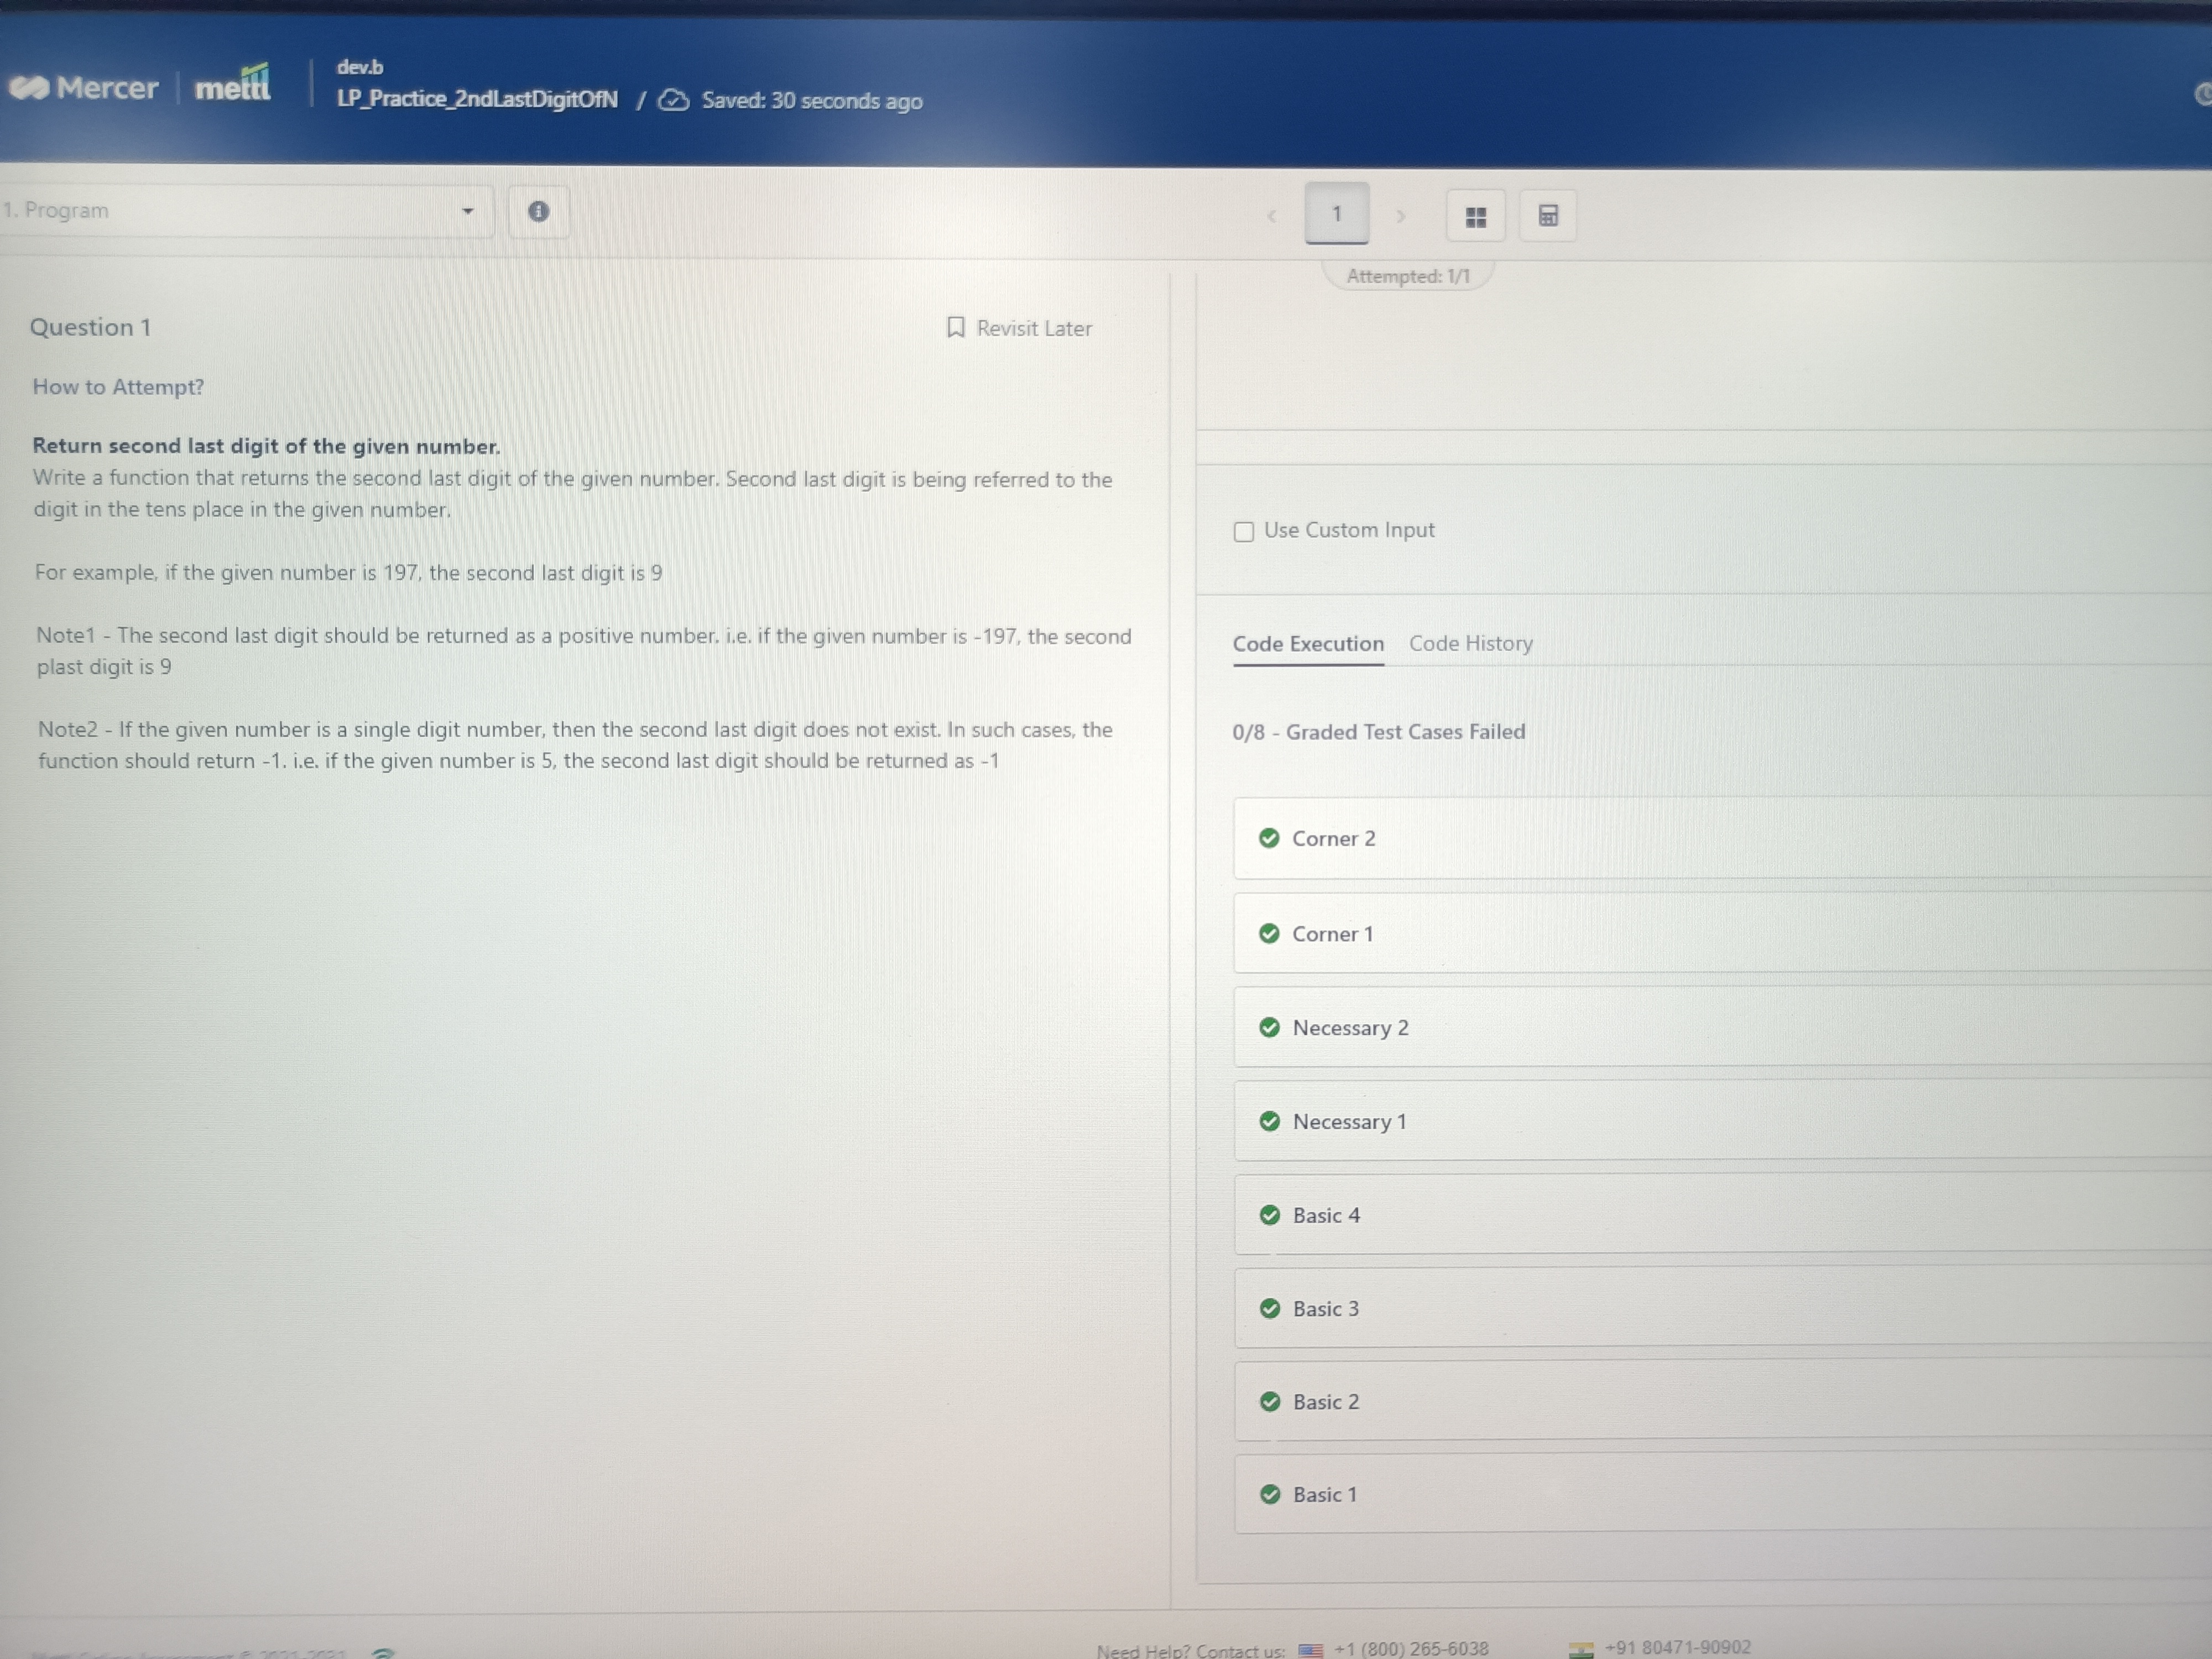 Mercer | mettl
dev.b
LP_Practice_2ndLastDigitOfN / Saved: 30 seconds ago
1. Program
1
Attempted: 1/1
Question 1
Revisit Later
How to Attempt?
Return second last digit of the given number.
Write a function that returns the second last digit of the given number. Second last digit is being referred to the
digit in the tens place in the given number.
For example, if the given number is 197, the second last digit is 9
Note1 - The second last digit should be returned as a positive number. i.e. if the given number is -197, the second
plast digit is 9
Note2 - If the given number is a single digit number, then the second last digit does not exist. In such cases, the
function should return -1. i.e. if the given number is 5, the second last digit should be returned as -1
Use Custom Input
Code Execution Code History
0/8 - Graded Test Cases Failed
Corner 2
Corner 1
Necessary 2
Necessary 1
Basic 4
Basic 3
Basic 2
Basic 1
Need Help? Contact us: +1 (800) 265-6038 +91 80471-90902